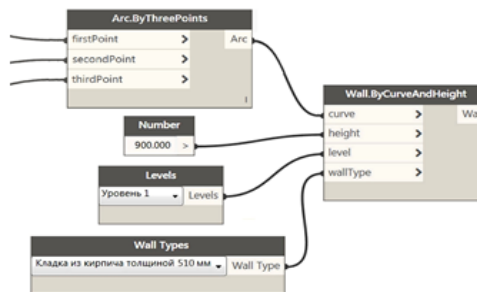 Arc.ByThreePoints
firstPoint > Arc
secondPoint >
thirdPoint >
I
Wall.ByCurveAndHeight
curve > Wa
height >
level >
wallType >
Number
900.000 >
Levels
Уровень 1 Levels
Wall Types
Кладка из кирпича толщиной 510 мм Wall Type